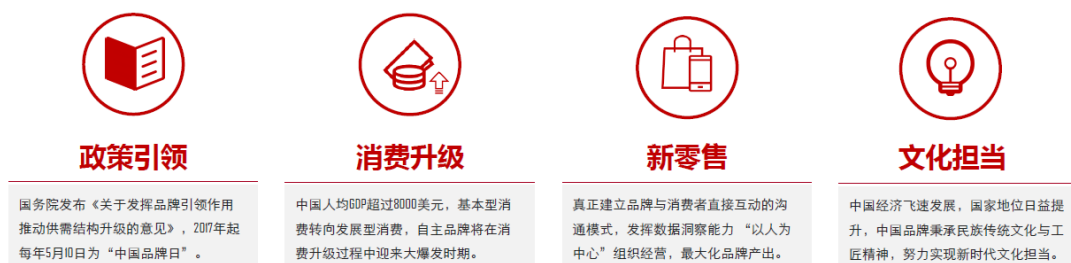 政策引领
国务院发布《关于发挥品牌引领作用
推动供需结构升级的意见》，2017年起
每年5月10日为“中国品牌日”。
消费升级
中国人均GDP超过8000美元，基本型消
费转向发展型消费，自主品牌将在消
费升级过程中迎来大爆发时期。
新零售
真正建立品牌与消费者直接互动的沟
通模式，发挥数据洞察能力 “以人为
中心”组织经营，最大化品牌产出。
文化担当
中国经济飞速发展，国家地位日益提
升，中国品牌秉承民族传统文化与工
匠精神，努力实现新时代文化担当。